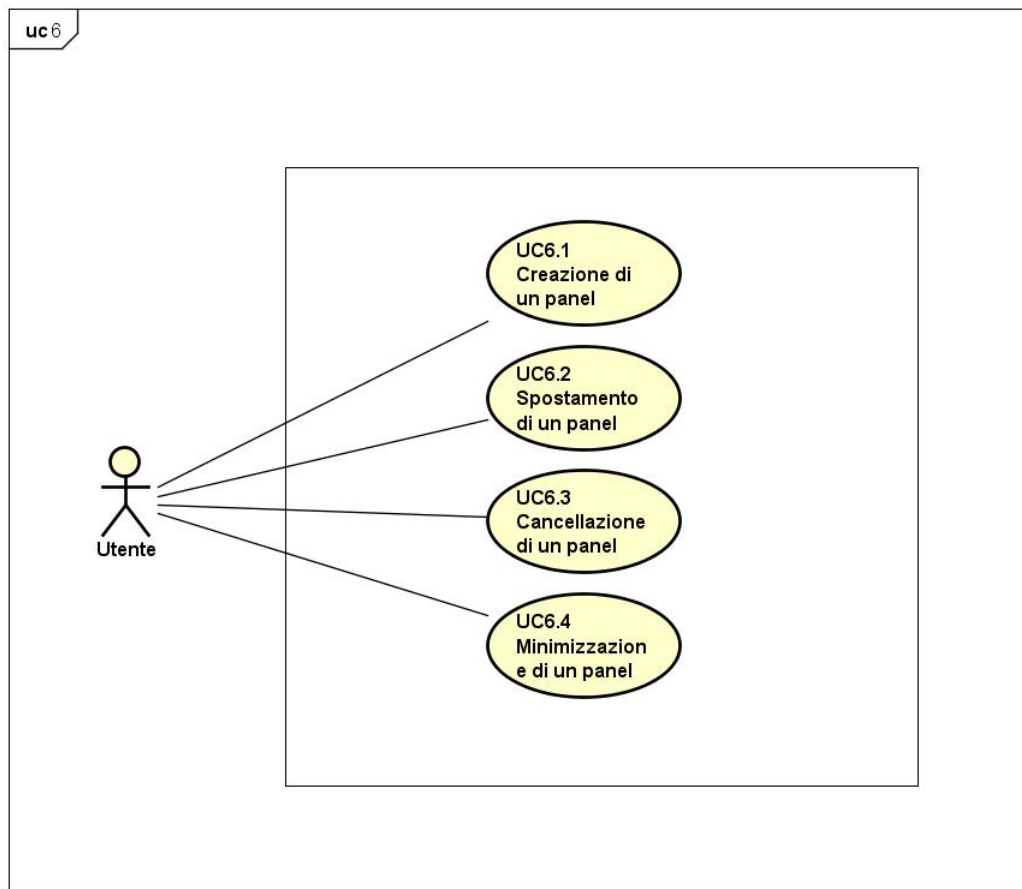 uc 6
UC6.1
Creazione di
un panel
UC6.2
Spostamento
di un panel
UC6.3
Cancellazione
di un panel
Utente
UC6.4
Minimizzazion
e di un panel